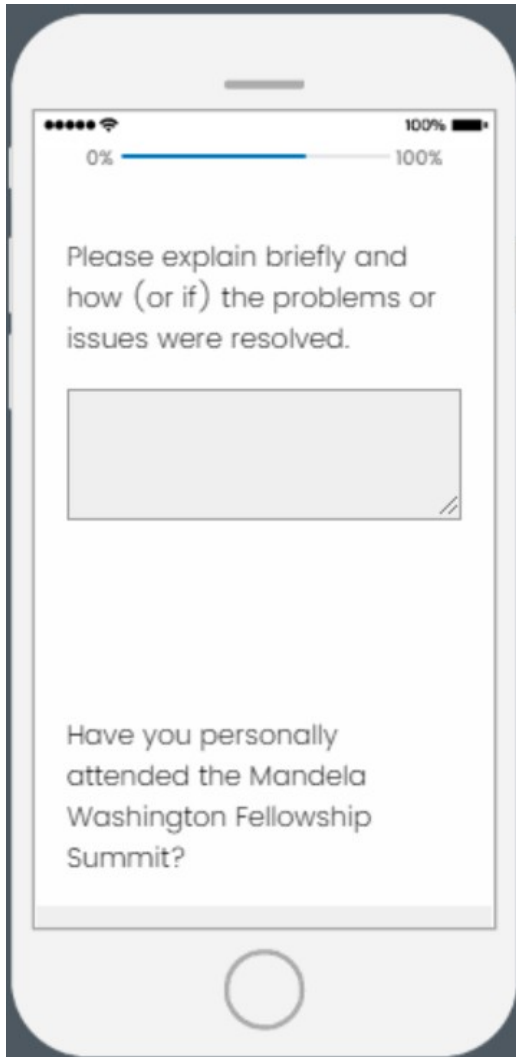 100%
0% 100%
Please explain briefly and
how (or if) the problems or
issues were resolved.
Have you personally
attended the Mandela
Washington Fellowship
Summit?